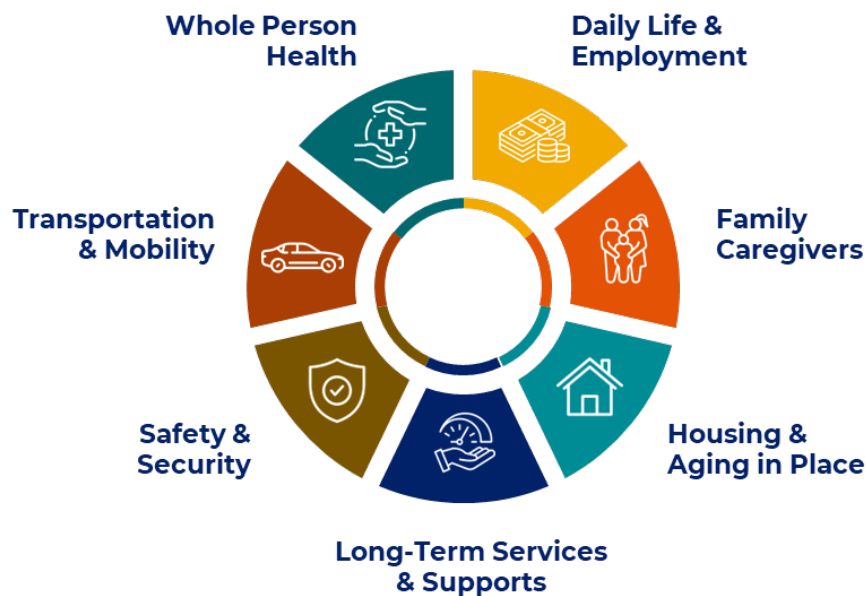 Whole Person
Health
Daily Life &
Employment
Transportation
& Mobility
Family
Caregivers
Safety &
Security
Housing &
Aging in Place
Long-Term Services
& Supports